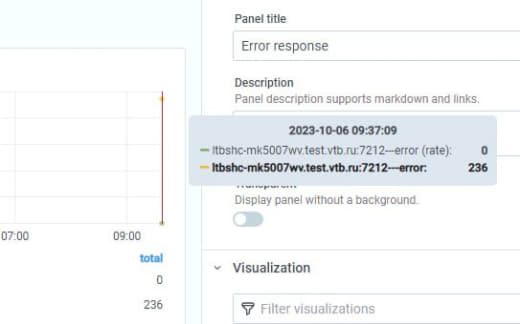 Panel title
Error response
Description
Panel description supports markdown and links.
2023-10-06 09:37:09
ltbshc-mk5007wv.test.vtb.ru:7212---error (rate): 0
ltbshc-mk5007wv.test.vtb.ru:7212---error: 236
Transparent
Display panel without a background.
07:00 09:00
total
0
236
Visualization
Filter visualizations